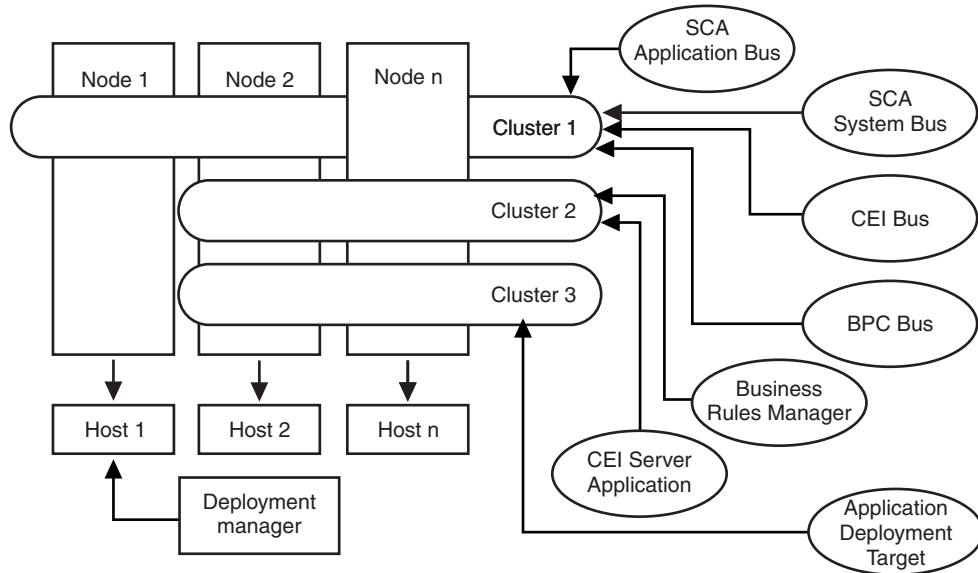 SCA
Application Bus
Node 1
Node 2
Node n
SCA
System Bus
Cluster 1
Cluster 2
CEI Bus
Cluster 3
BPC Bus
Business
Rules Manager
Host 1
Host 2
Host n
CEI Server
Application
Deployment
manager
Application
Deployment
Target